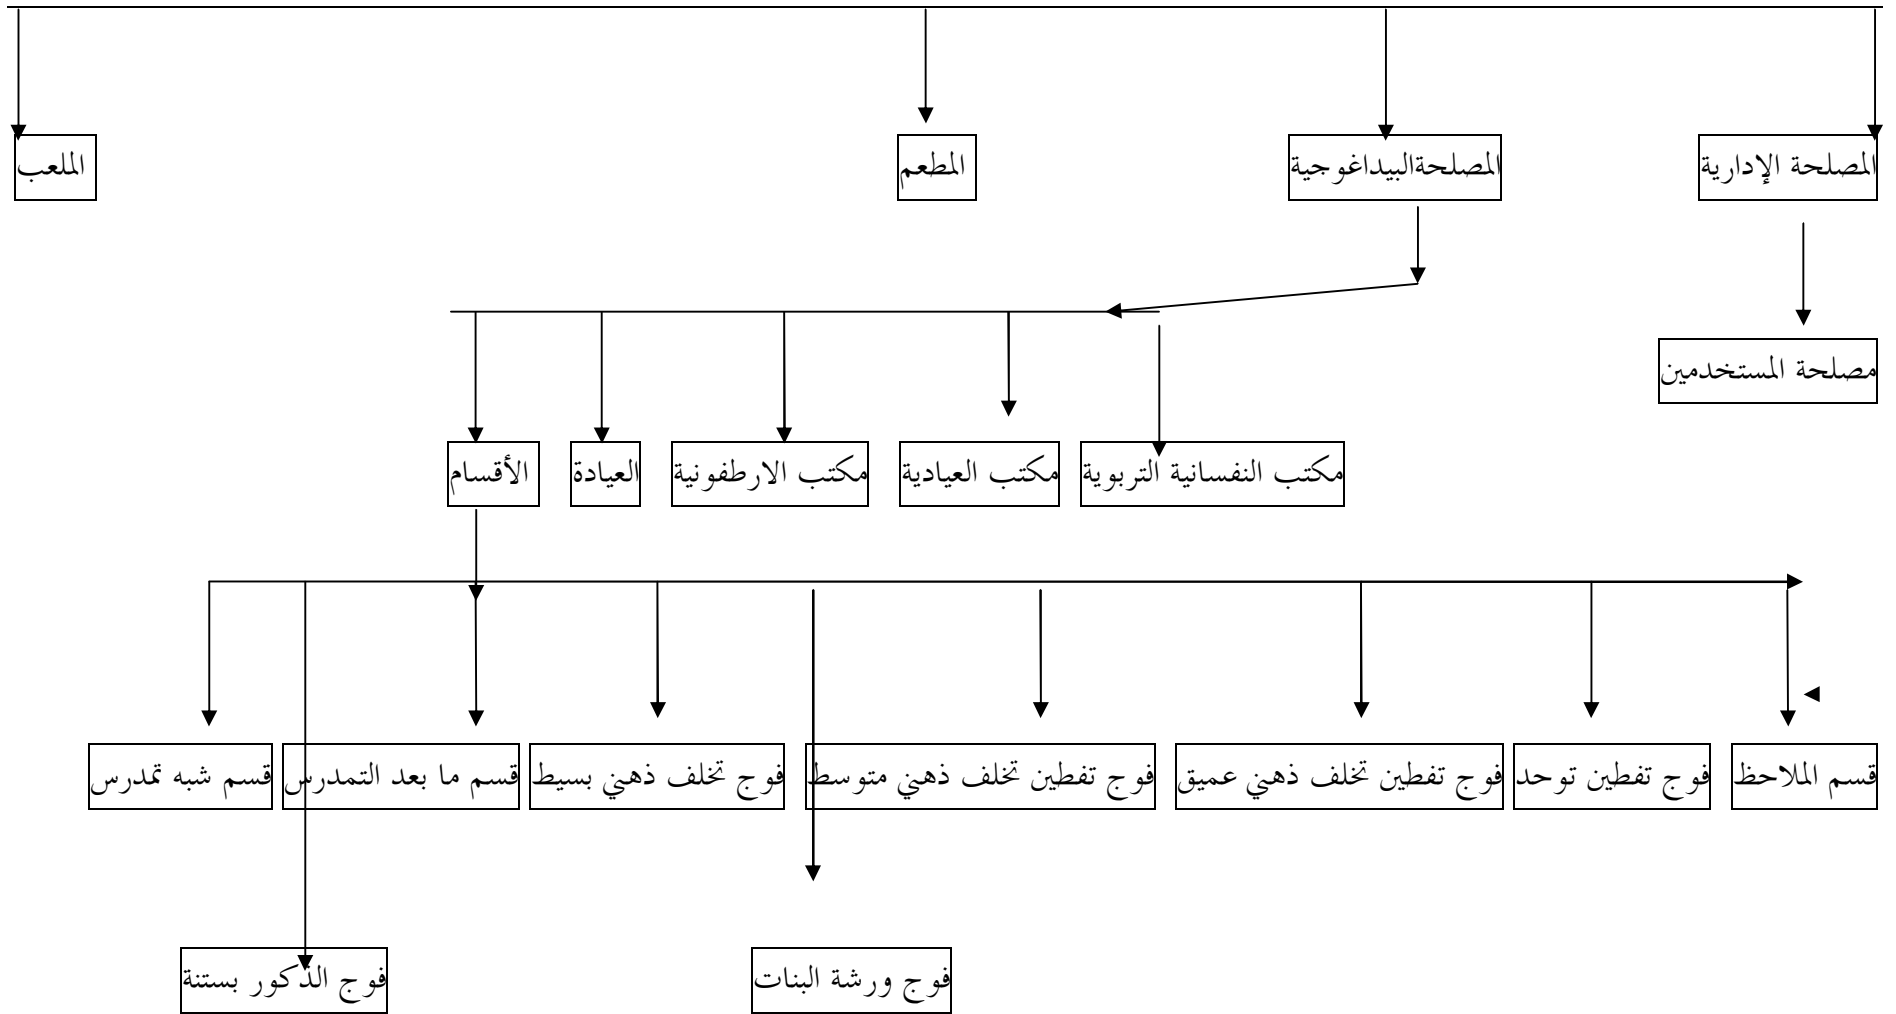 المصلحة الإدارية
المصلحةالبيداغوجية
المطعم
الملعب
مصلحة المستخدمين
مكتب النفسانية التربوية
مكتب العيادية
مكتب الارطفونية
العيادة
الأقسام
قسم الملاحظ
فوج تفطين توحد
فوج تفطين تخلف ذهني عميق
فوج تفطين تخلف ذهني متوسط
فوج تخلف ذهني بسيط
قسم ما بعد التمدرس
قسم شبه تمدرس
فوج ورشة البنات
فوج الذكور بستنة